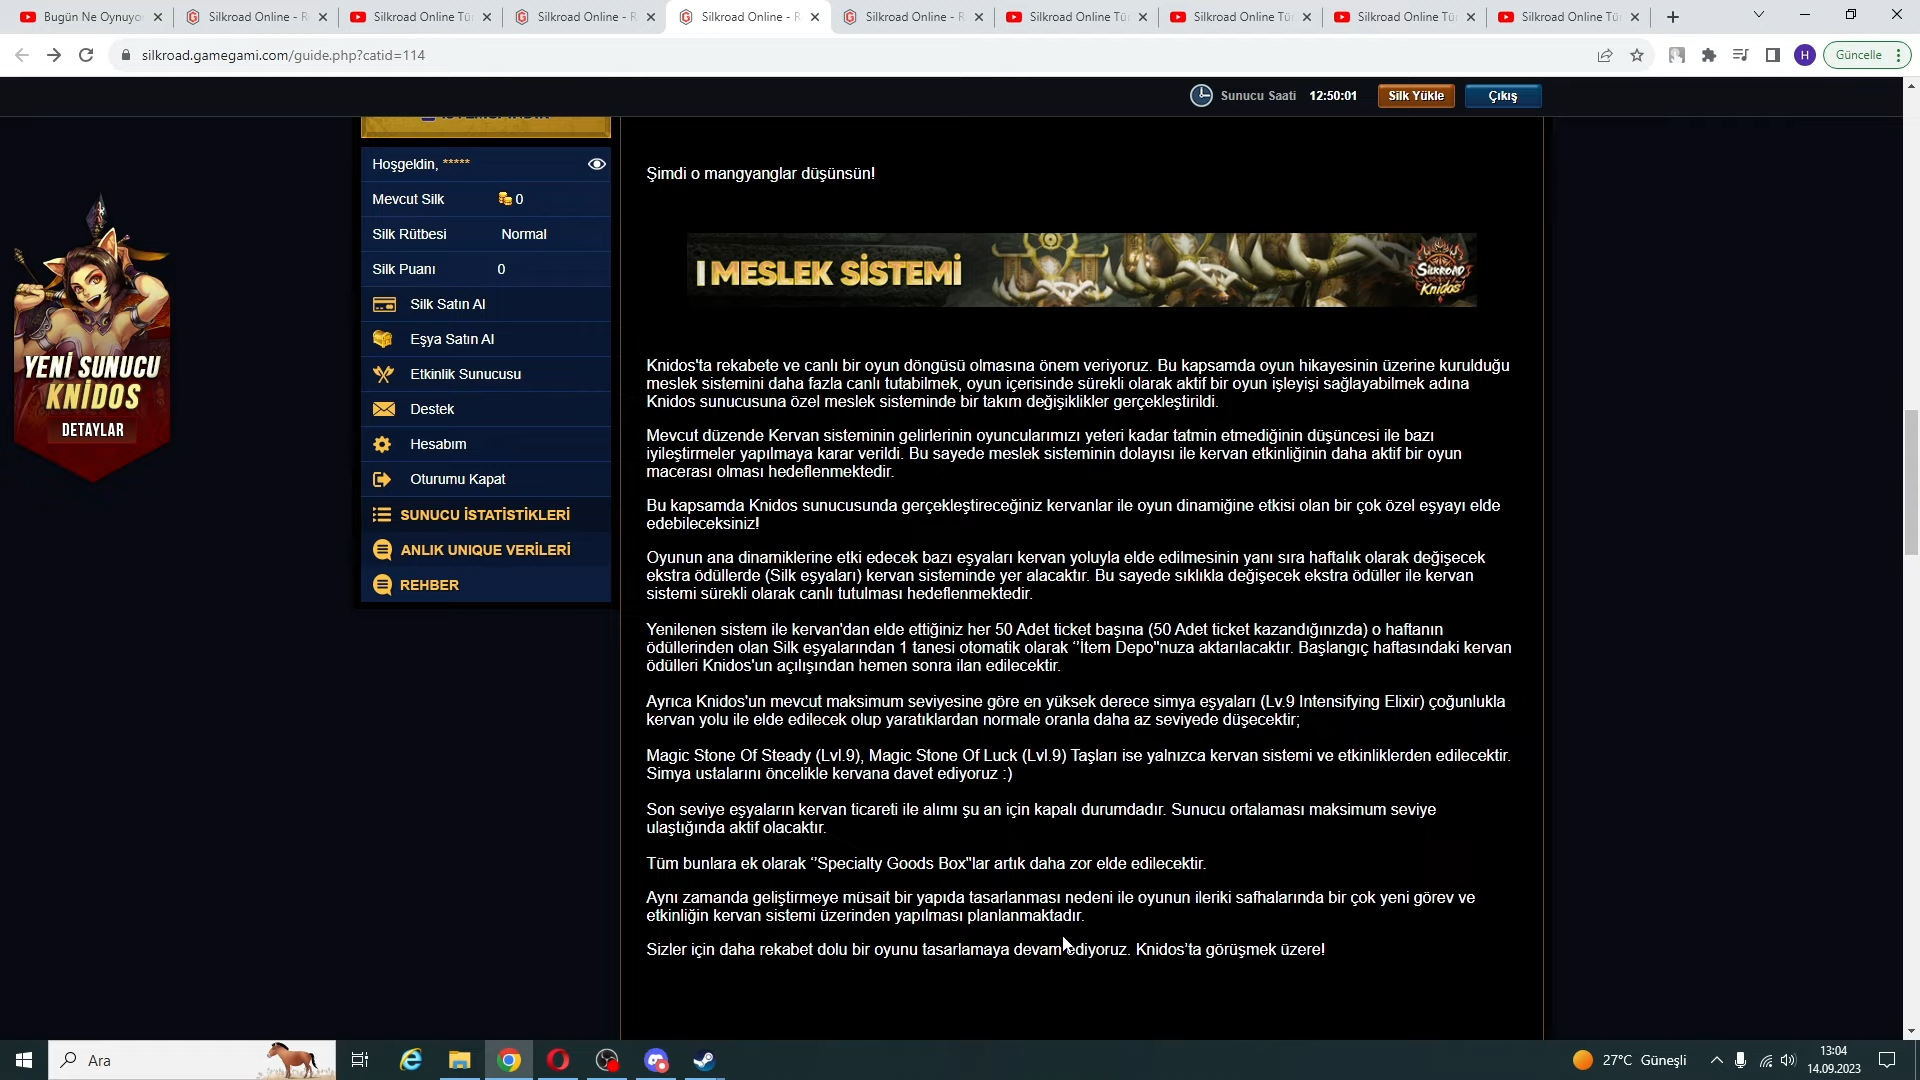 Bugün Ne Oynuyor
Silkroad Online - R
Silkroad Online Tür
Silkroad Online - R
Silkroad Online - R
Silkroad Online - R
Silkroad Online Tür
Silkroad Online Tür
Silkroad Online Tür
Silkroad Online Tür
silkroad.gamegami.com/guide.php?catid=114
H
Güncelle
Sunucu Saati 12:50:01
Silk Yükle
Çıkış
Hoşgeldin, *****
Mevcut Silk 0
Silk Rütbesi Normal
Silk Puanı 0
Silk Satın Al
Eşya Satın Al
Etkinlik Sunucusu
Destek
Hesabım
Oturumu Kapat
SUNUCU İSTATİSTİKLERİ
ANLIK UNIQUE VERİLERİ
REHBER
YENİ SUNUCU
KNİDOS
DETAYLAR
Şimdi o mangyanglar düşünsün!
MESLEK SİSTEMİ
SILKROAD
Knidos
Knidos'ta rekabete ve canlı bir oyun döngüsü olmasına önem veriyoruz. Bu kapsamda oyun hikayesinin üzerine kurulduğu
meslek sistemini daha fazla canlı tutabilmek, oyun içerisinde sürekli olarak aktif bir oyun işleyişi sağlayabilmek adına
Knidos sunucusuna özel meslek sisteminde bir takım değişiklikler gerçekleştirildi.
Mevcut düzende Kervan sisteminin gelirlerinin oyuncularımızı yeteri kadar tatmin etmediğinin düşüncesi ile bazı
iyileştirmeler yapılmaya karar verildi. Bu sayede meslek sisteminin dolayısı ile kervan etkinliğinin daha aktif bir oyun
macerası olması hedeflenmektedir.
Bu kapsamda Knidos sunucusunda gerçekleştireceğiniz kervanlar ile oyun dinamiğine etkisi olan bir çok özel eşyayı elde
edebileceksiniz!
Oyunun ana dinamiklerine etki edecek bazı eşyaları kervan yoluyla elde edilmesinin yanı sıra haftalık olarak değişecek
ekstra ödüllerde (Silk eşyaları) kervan sisteminde yer alacaktır. Bu sayede sıklıkla değişecek ekstra ödüller ile kervan
sistemi sürekli olarak canlı tutulması hedeflenmektedir.
Yenilenen sistem ile kervan'dan elde ettiğiniz her 50 Adet ticket başına (50 Adet ticket kazandığınızda) o haftanın
ödüllerinden olan Silk eşyalarından 1 tanesi otomatik olarak ‘’İtem Depo"nuza aktarılacaktır. Başlangıç haftasındaki kervan
ödülleri Knidos'un açılışından hemen sonra ilan edilecektir.
Ayrıca Knidos'un mevcut maksimum seviyesine göre en yüksek derece simya eşyaları (Lv.9 Intensifying Elixir) çoğunlukla
kervan yolu ile elde edilecek olup yaratıklardan normale oranla daha az seviyede düşecektir;
Magic Stone Of Steady (Lvl.9), Magic Stone Of Luck (Lvl.9) Taşları ise yalnızca kervan sistemi ve etkinliklerden edilecektir.
Simya ustalarını öncelikle kervana davet ediyoruz :)
Son seviye eşyaların kervan ticareti ile alımı şu an için kapalı durumdadır. Sunucu ortalaması maksimum seviye
ulaştığında aktif olacaktır.
Tüm bunlara ek olarak ‘’Specialty Goods Box"lar artık daha zor elde edilecektir.
Aynı zamanda geliştirmeye müsait bir yapıda tasarlanması nedeni ile oyunun ileriki safhalarında bir çok yeni görev ve
etkinliğin kervan sistemi üzerinden yapılması planlanmaktadır.
Sizler için daha rekabet dolu bir oyunu tasarlamaya devam ediyoruz. Knidos’ta görüşmek üzere!
Ara
27°C Güneşli
13:04
14.09.2023